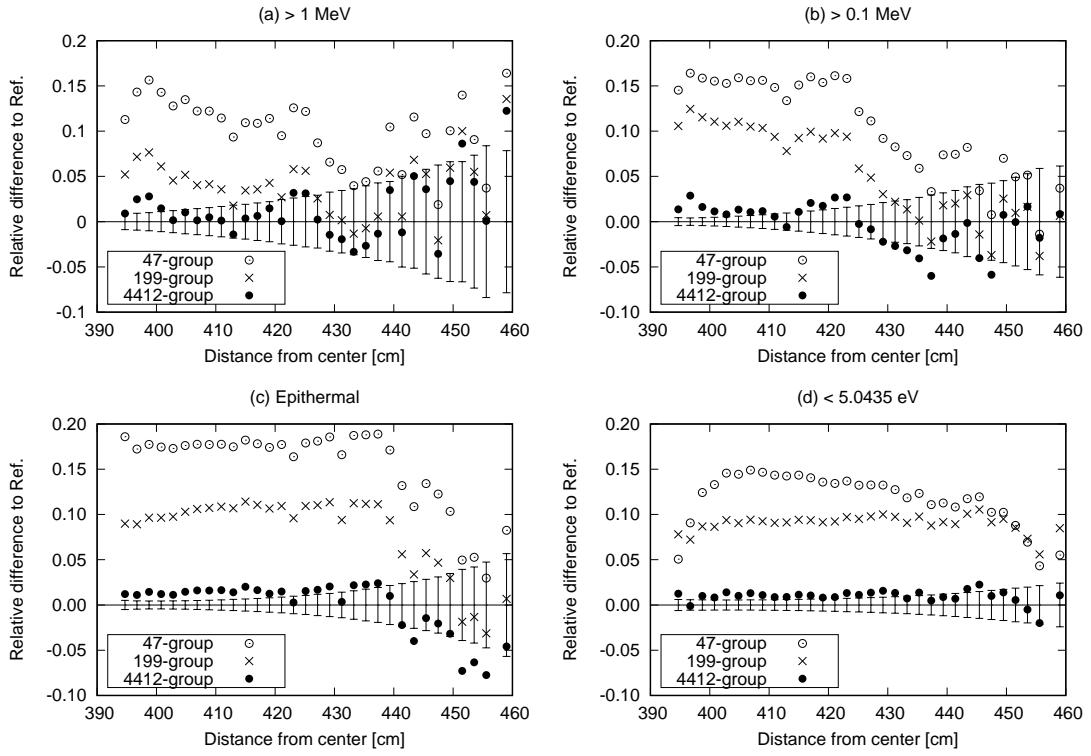 (a) > 1 MeV
Relative difference to Ref.
0.20
0.15
0.10
0.05
0
-0.05
-0.1
47-group
199-group
4412-group
390 400 410 420 430 440 450 460
Distance from center [cm]
(b) > 0.1 MeV
Relative difference to Ref.
0.20
0.15
0.10
0.05
0
-0.05
-0.10
47-group
199-group
4412-group
390 400 410 420 430 440 450 460
Distance from center [cm]
(c) Epithermal
Relative difference to Ref.
0.20
0.15
0.10
0.05
0.00
-0.05
-0.10
47-group
199-group
4412-group
390 400 410 420 430 440 450 460
Distance from center [cm]
(d) < 5.0435 eV
Relative difference to Ref.
0.20
0.15
0.10
0.05
0.00
-0.05
-0.10
47-group
199-group
4412-group
390 400 410 420 430 440 450 460
Distance from center [cm]